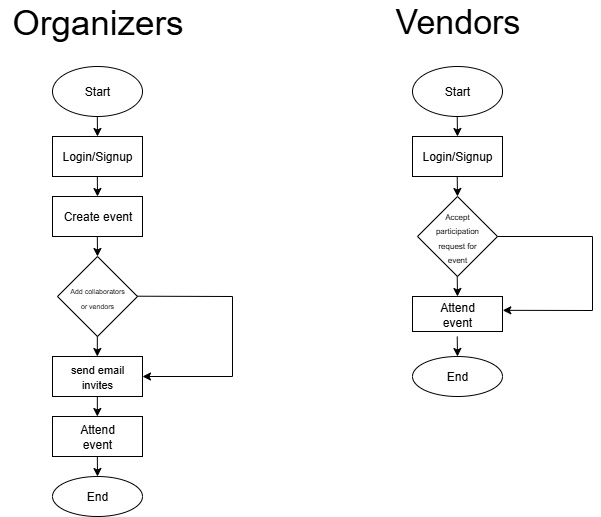 Organizers
Start
Login/Signup
Create event
Add collaborators
or vendors
send email
invites
Attend
event
End
Vendors
Start
Login/Signup
Accept
participation
request for
event
Attend
event
End